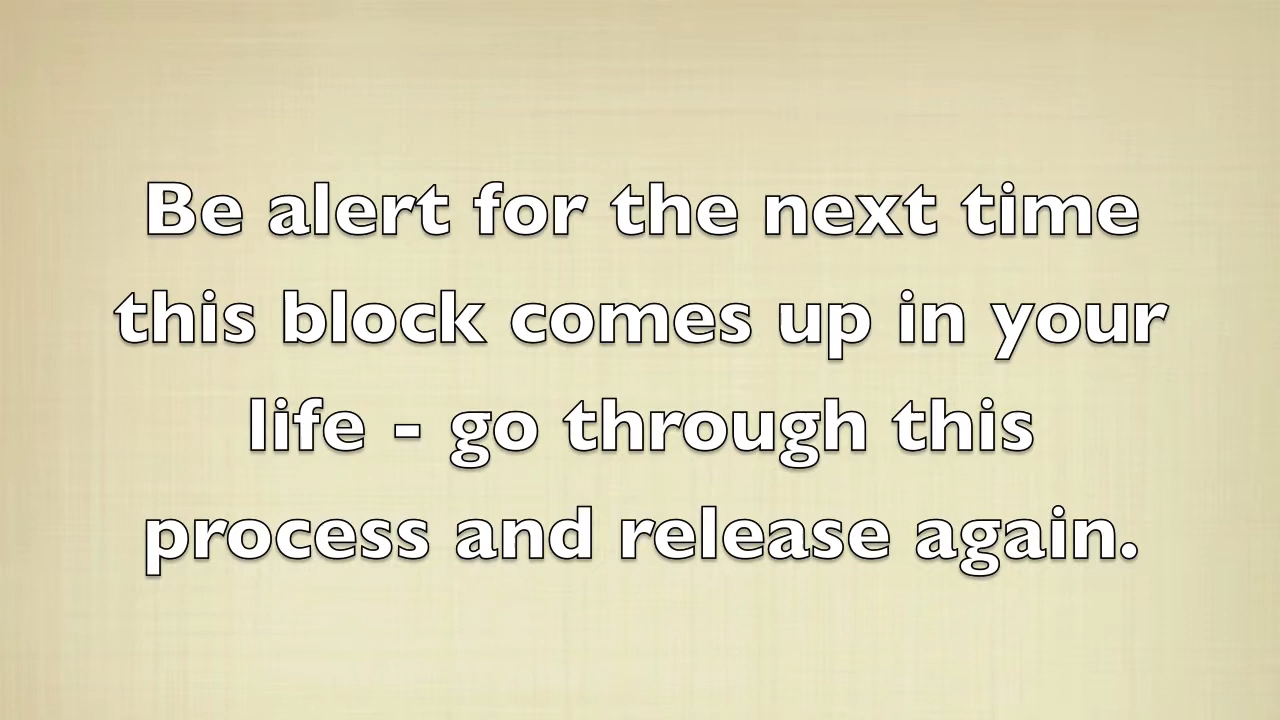 Be alert for the next time
this block comes up in your
life - go through this
process and release again.